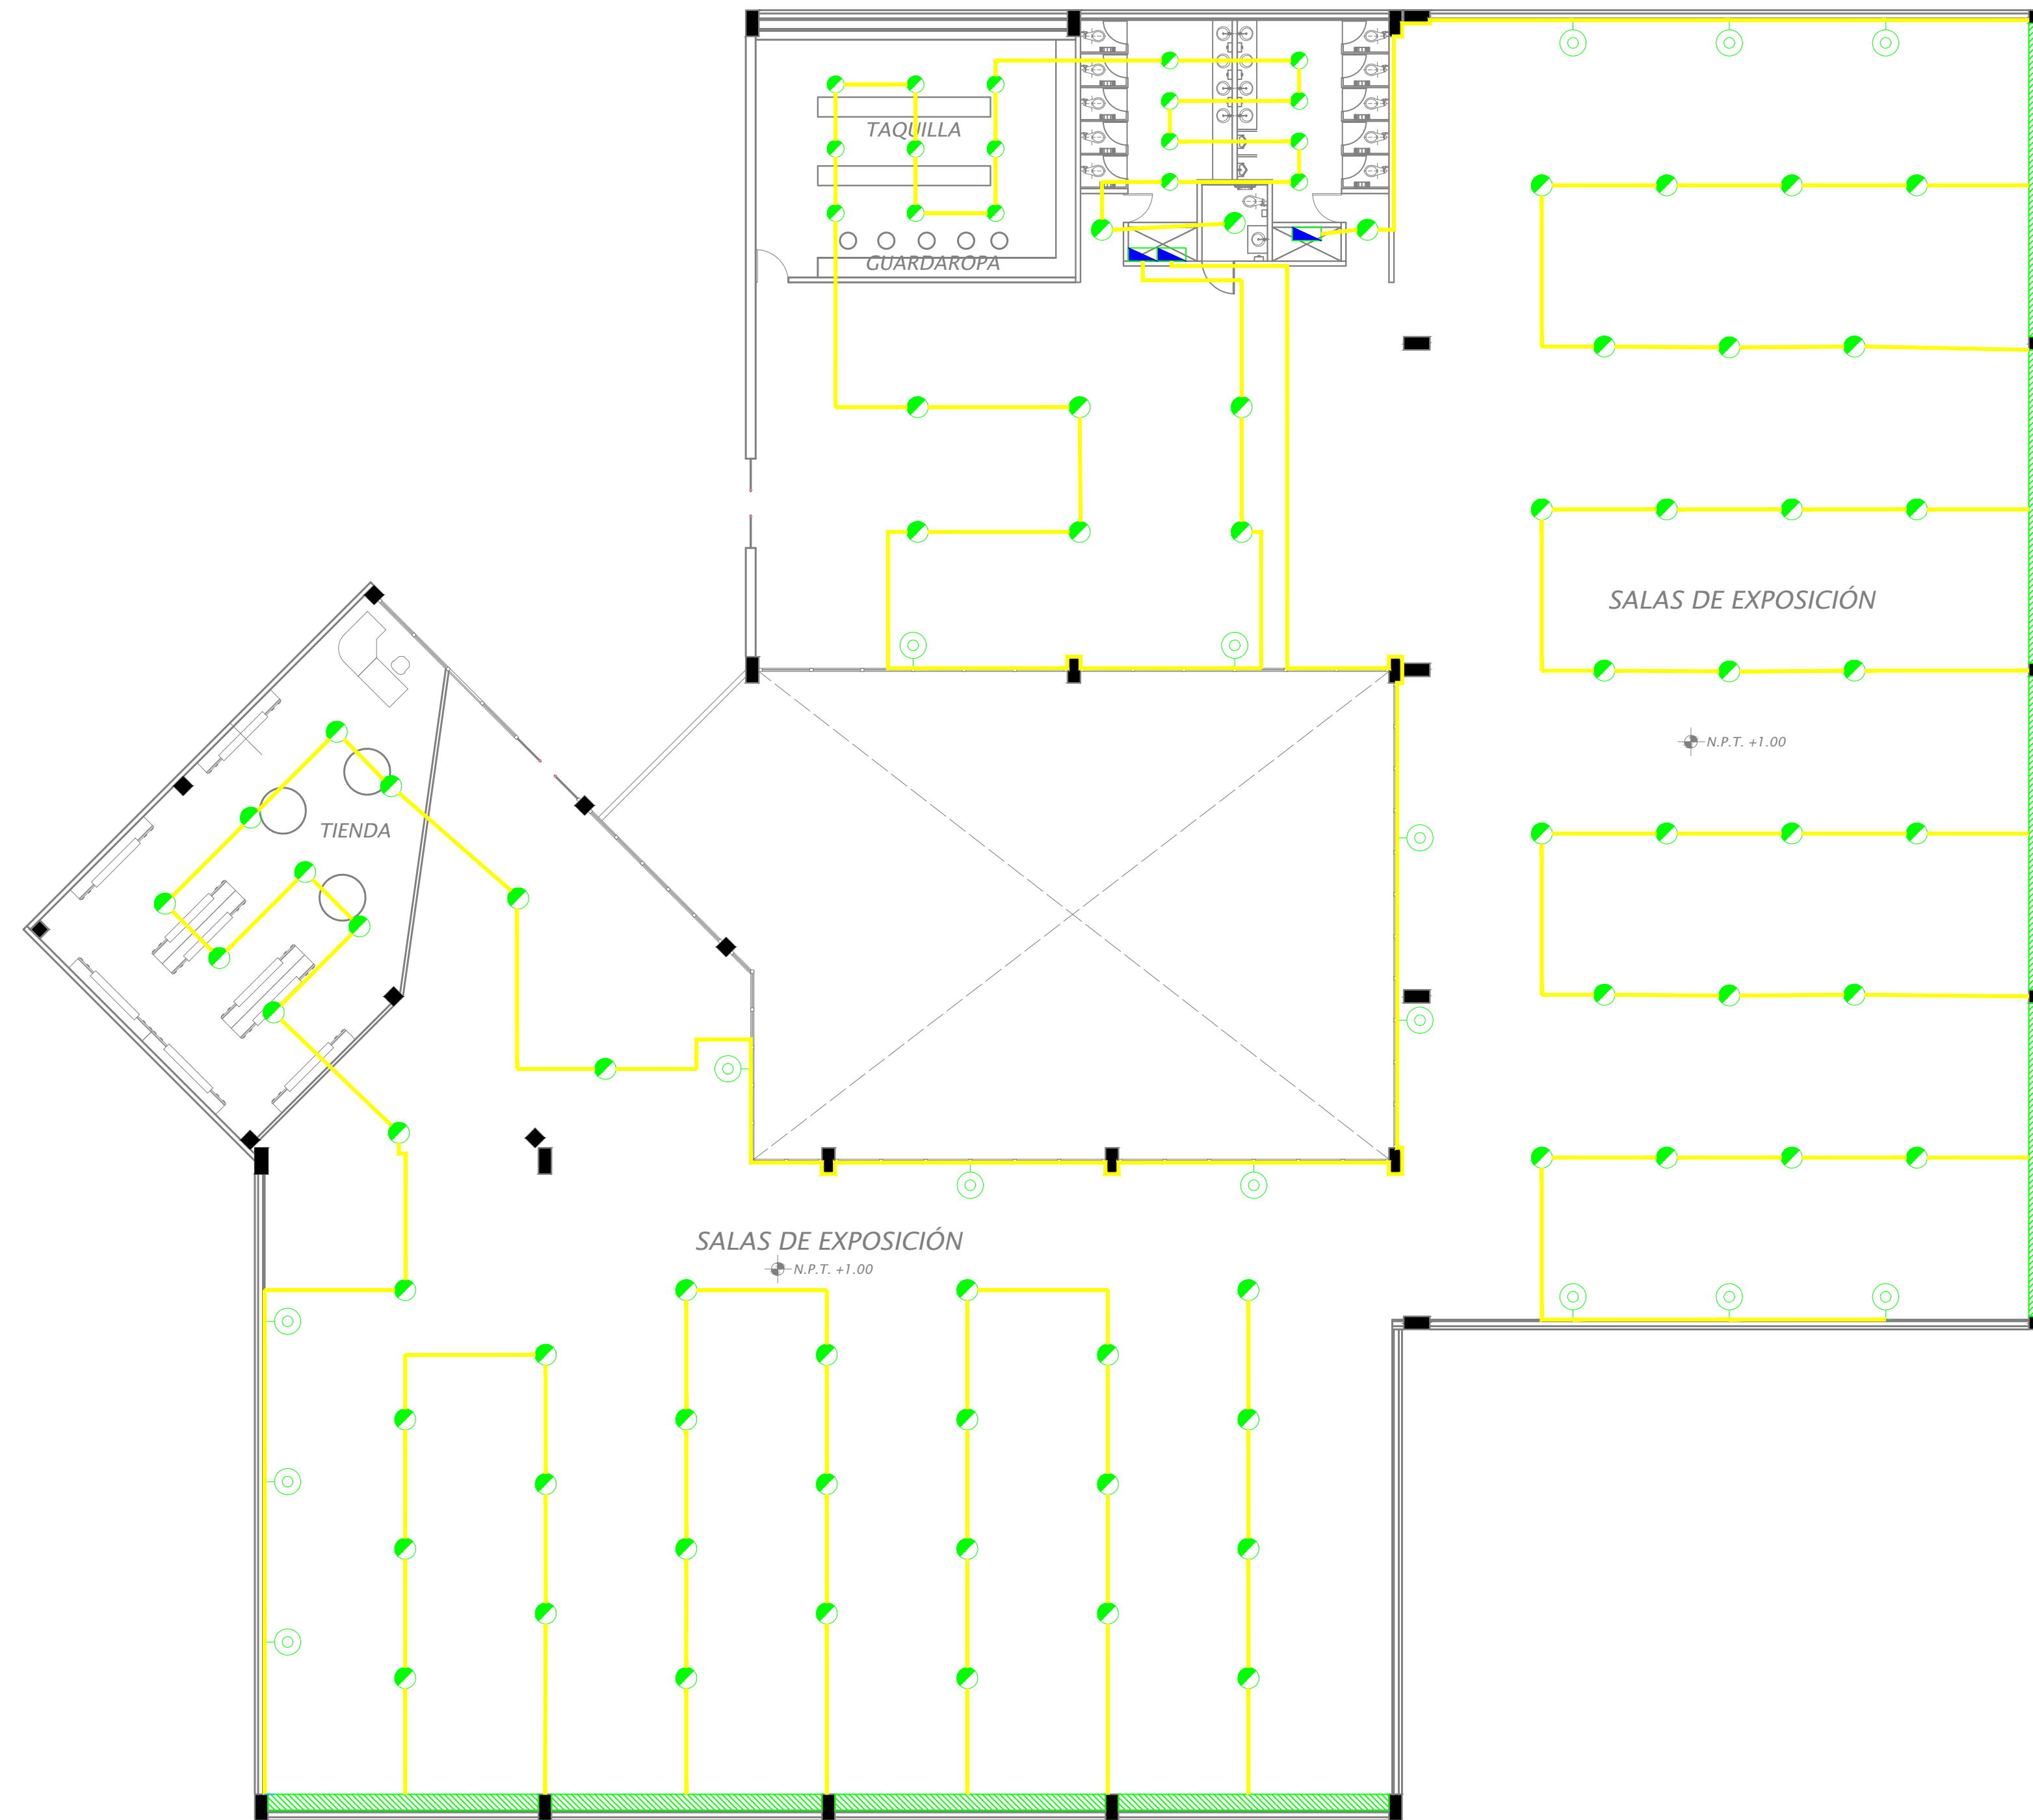 TAQUILLA
GUARDAROPA
SALAS DE EXPOSICIÓN
N.P.T. +1.00
TIENDA
SALAS DE EXPOSICIÓN
N.P.T. +1.00